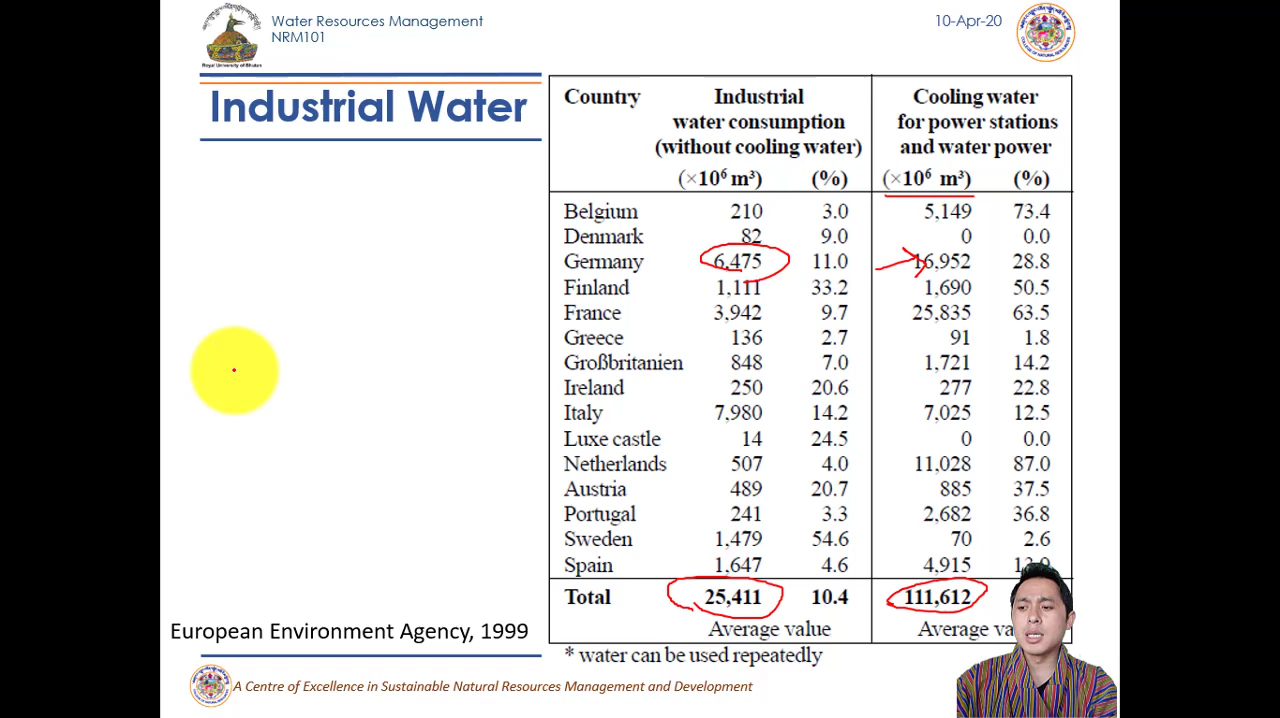 Water Resources Management
NRM101
10-Apr-20
Royal University of Bhutan
Industrial Water
Country Industrial water consumption (without cooling water) Cooling water for power stations and water power
(×10⁶ m³) (%) (×10⁶ m³) (%)
Belgium 210 3.0 5,149 73.4
Denmark 82 9.0 0 0.0
Germany 6,475 11.0 16,952 28.8
Finland 1,111 33.2 1,690 50.5
France 3,942 9.7 25,835 63.5
Greece 136 2.7 91 1.8
Großbritanien 848 7.0 1,721 14.2
Ireland 250 20.6 277 22.8
Italy 7,980 14.2 7,025 12.5
Luxe castle 14 24.5 0 0.0
Netherlands 507 4.0 11,028 87.0
Austria 489 20.7 885 37.5
Portugal 241 3.3 2,682 36.8
Sweden 1,479 54.6 70 2.6
Spain 1,647 4.6 4,915
Total 25,411 10.4 111,612
Average value Average
* water can be used repeatedly
European Environment Agency, 1999
A Centre of Excellence in Sustainable Natural Resources Management and Development